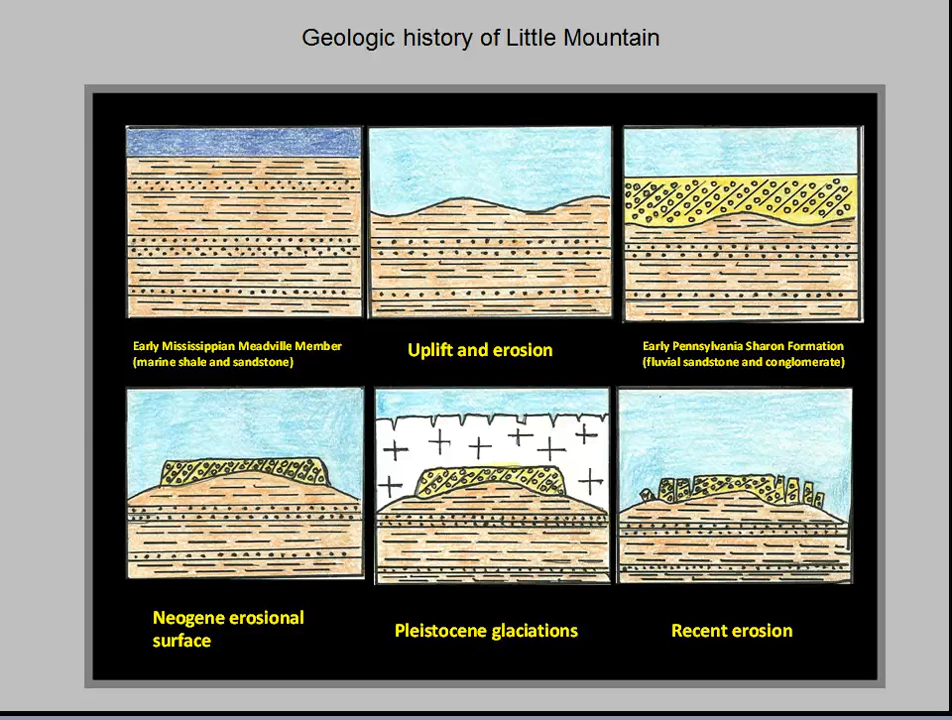 Geologic history of Little Mountain
Early Mississippian Meadville Member
(marine shale and sandstone)
Uplift and erosion
Early Pennsylvania Sharon Formation
(fluvial sandstone and conglomerate)
Neogene erosional
surface
Pleistocene glaciations
Recent erosion